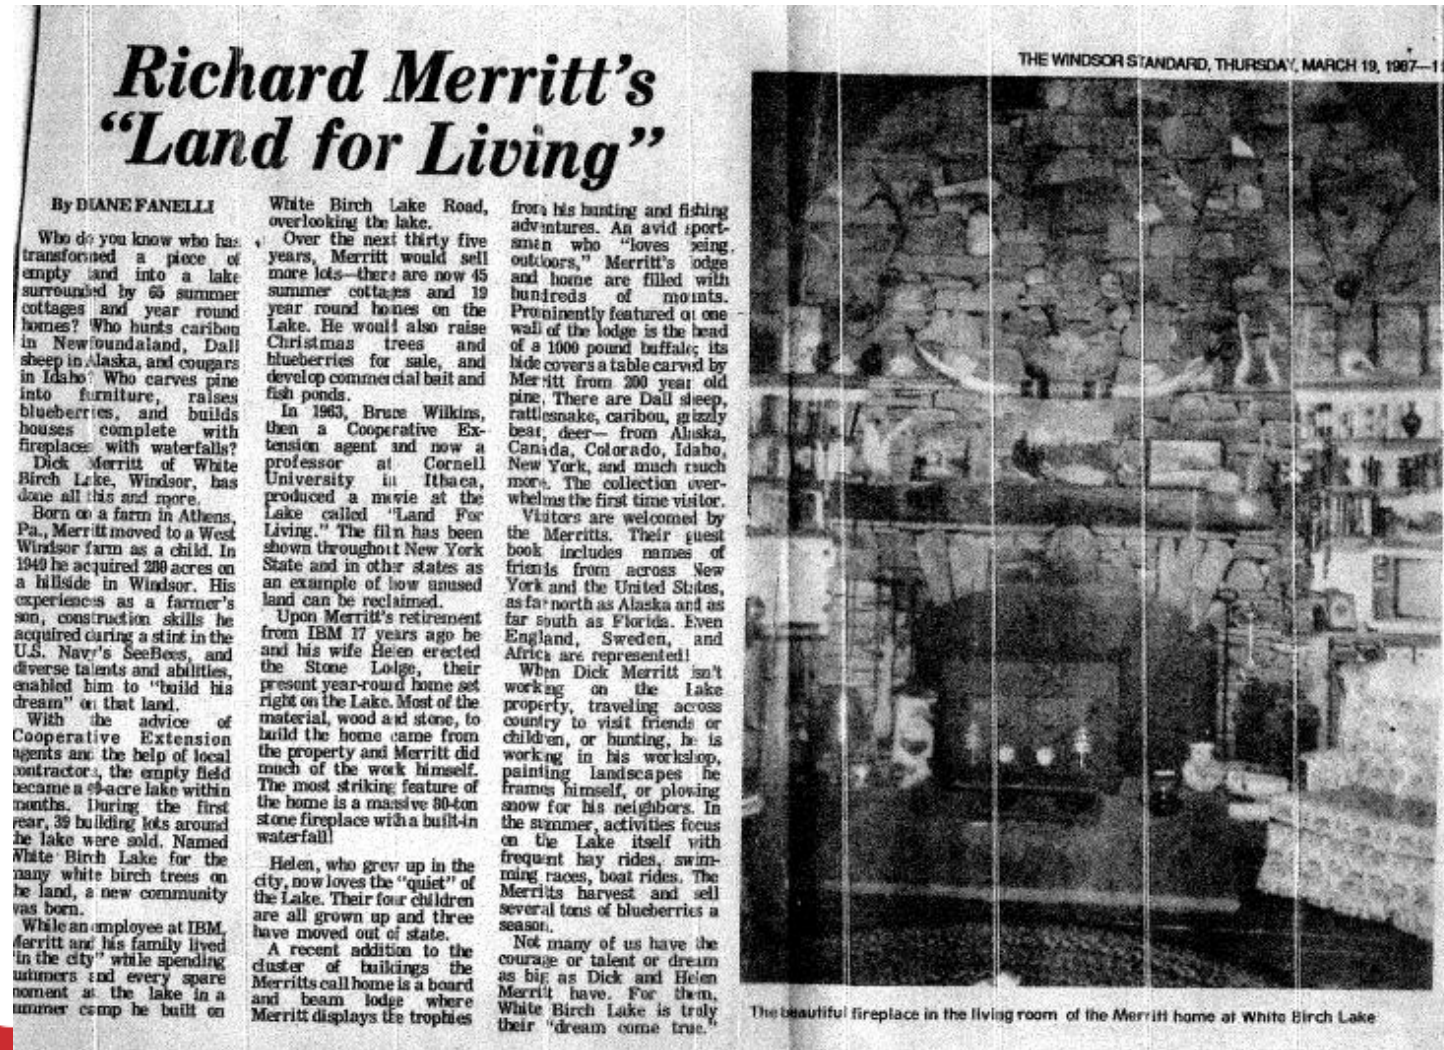 Richard Merritt's
"Land for Living"
By DIANE FANELLI
Who do you know who has
transformed a piece of
empty land into a lake
surrounded by 65 summer
cottages and year round
homes? Who hunts caribou
in Newfoundaland, Dall
sheep in Alaska, and cougars
in Idaho? Who carves pine
into furniture, raises
blueberries, and builds
houses complete with
fireplaces with waterfalls?
Dick Merritt of White
Birch Lake, Windsor, has
done all this and more.
Born on a farm in Athens,
Pa., Merritt moved to a West
Windsor farm as a child. In
1949 he acquired 200 acres on
a hillside in Windsor. His
experiences as a farmer's
son, construction skills he
acquired during a stint in the
U.S. Navy's SeeBees, and
diverse talents and abilities,
enabled him to "build his
dream" on that land.
With the advice of
Cooperative Extension
agents and the help of local
contractors, the empty field
became a lake within
months. During the first
year, 39 building lots around
the lake were sold. Named
White Birch Lake for the
many white birch trees on
the land, a new community
was born.
While an employee at IBM,
Merritt and his family lived
"in the city" while spending
summers and every spare
moment at the lake in a
summer camp he built on
White Birch Lake Road,
overlooking the lake.
Over the next thirty five
years, Merritt would sell
more lots—there are now 45
summer cottages and 19
year round homes on the
Lake. He would also raise
Christmas trees and
blueberries for sale, and
develop commercial bait and
fish ponds.
In 1963, Bruce Wilkins,
then a Cooperative Ex-
tension agent and now a
professor at Cornell
University in Ithaca,
produced a movie at the
Lake called "Land For
Living." The film has been
shown throughout New York
State and in other states as
an example of how unused
land can be reclaimed.
Upon Merritt's retirement
from IBM 17 years ago he
and his wife Helen erected
the Stone Lodge, their
present year-round home set
right on the Lake. Most of the
material, wood and stone, to
build the home came from
the property and Merritt did
much of the work himself.
The most striking feature of
the home is a massive 80-ton
stone fireplace with a built-in
waterfall!
Helen, who grew up in the
city, now loves the "quiet" of
the Lake. Their four children
are all grown up and three
have moved out of state.
A recent addition to the
cluster of buildings the
Merritts call home is a board
and beam lodge where
Merritt displays the trophies
from his hunting and fishing
adventures. An avid sport-
sman who "loves being
outdoors," Merritt's lodge
and home are filled with
hundreds of mounts.
Prominently featured on one
wall of the lodge is the head
of a 1000 pound buffalo; its
hide covers a table carved by
Merritt from 200 year old
pine. There are Dall sheep,
rattlesnake, caribou, grizzly
bear, deer— from Alaska,
Canada, Colorado, Idaho,
New York, and much much
more. The collection over-
whelms the first time visitor.
Visitors are welcomed by
the Merritts. Their guest
book includes names of
friends from across New
York and the United States,
as far north as Alaska and as
far south as Florida. Even
England, Sweden, and
Africa are represented!
When Dick Merritt isn't
working on the Lake
property, traveling across
country to visit friends or
children, or hunting, he is
working in his workshop,
painting landscapes he
frames himself, or plowing
snow for his neighbors. In
the summer, activities focus
on the Lake itself with
frequent hay rides, swim-
ming races, boat rides. The
Merritts harvest and sell
several tons of blueberries a
season.
Not many of us have the
courage or talent or dream
as big as Dick and Helen
Merritt have. For them,
White Birch Lake is truly
their "dream come true."
THE WINDSOR STANDARD, THURSDAY, MARCH 19, 1987—
The beautiful fireplace in the living room of the Merritt home at White Birch Lake